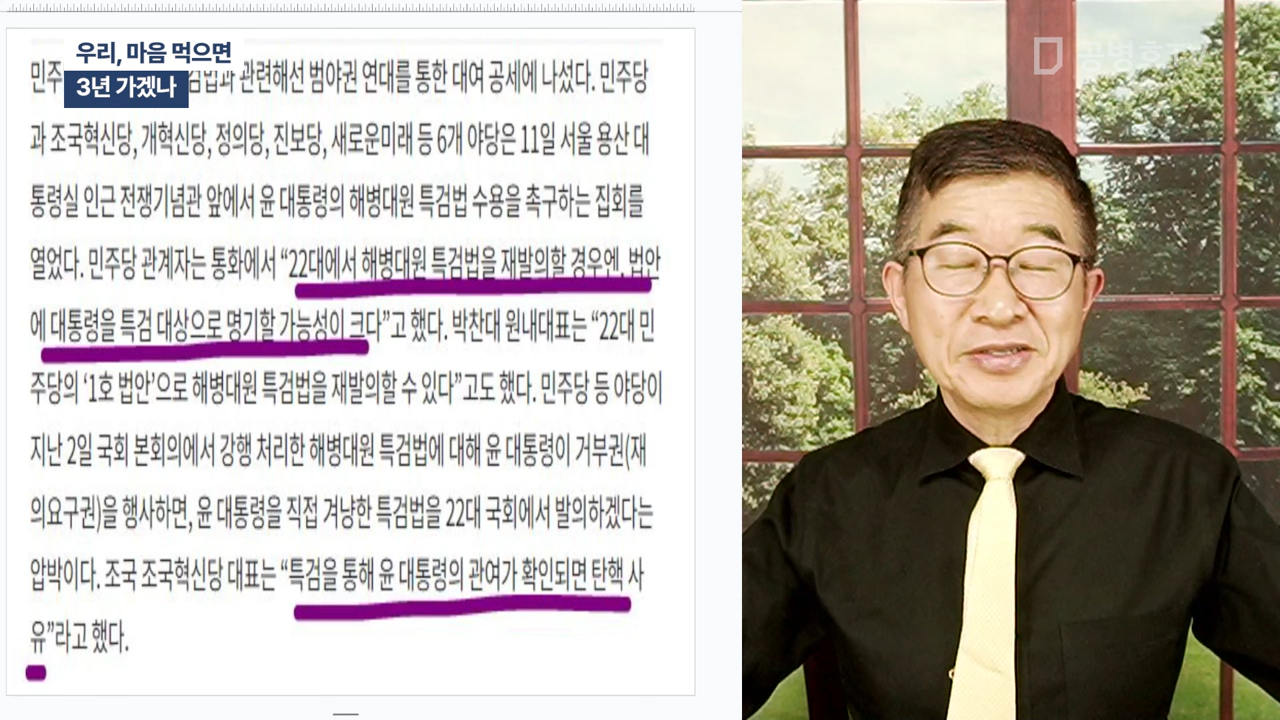 우리, 마음 먹으면
3년 가겠나
민주 검법과 관련해선 범야권 연대를 통한 대여 공세에 나섰다. 민주당
과 조국혁신당, 개혁신당, 정의당, 진보당, 새로운미래 등 6개 야당은 11일 서울 용산 대
통령실 인근 전쟁기념관 앞에서 윤 대통령의 해병대원 특검법 수용을 촉구하는 집회를
열었다. 민주당 관계자는 통화에서 “22대에서 해병대원 특검법을 재발의할 경우엔, 법안
에 대통령을 특검 대상으로 명기할 가능성이 크다”고 했다. 박찬대 원내대표는 “22대 민
주당의 ‘1호 법안’으로 해병대원 특검법을 재발의할 수 있다”고도 했다. 민주당 등 야당이
지난 2일 국회 본회의에서 강행 처리한 해병대원 특검법에 대해 윤 대통령이 거부권(재
의요구권)을 행사하면, 윤 대통령을 직접 겨냥한 특검법을 22대 국회에서 발의하겠다는
압박이다. 조국 조국혁신당 대표는 “특검을 통해 윤 대통령의 관여가 확인되면 탄핵 사
유”라고 했다.